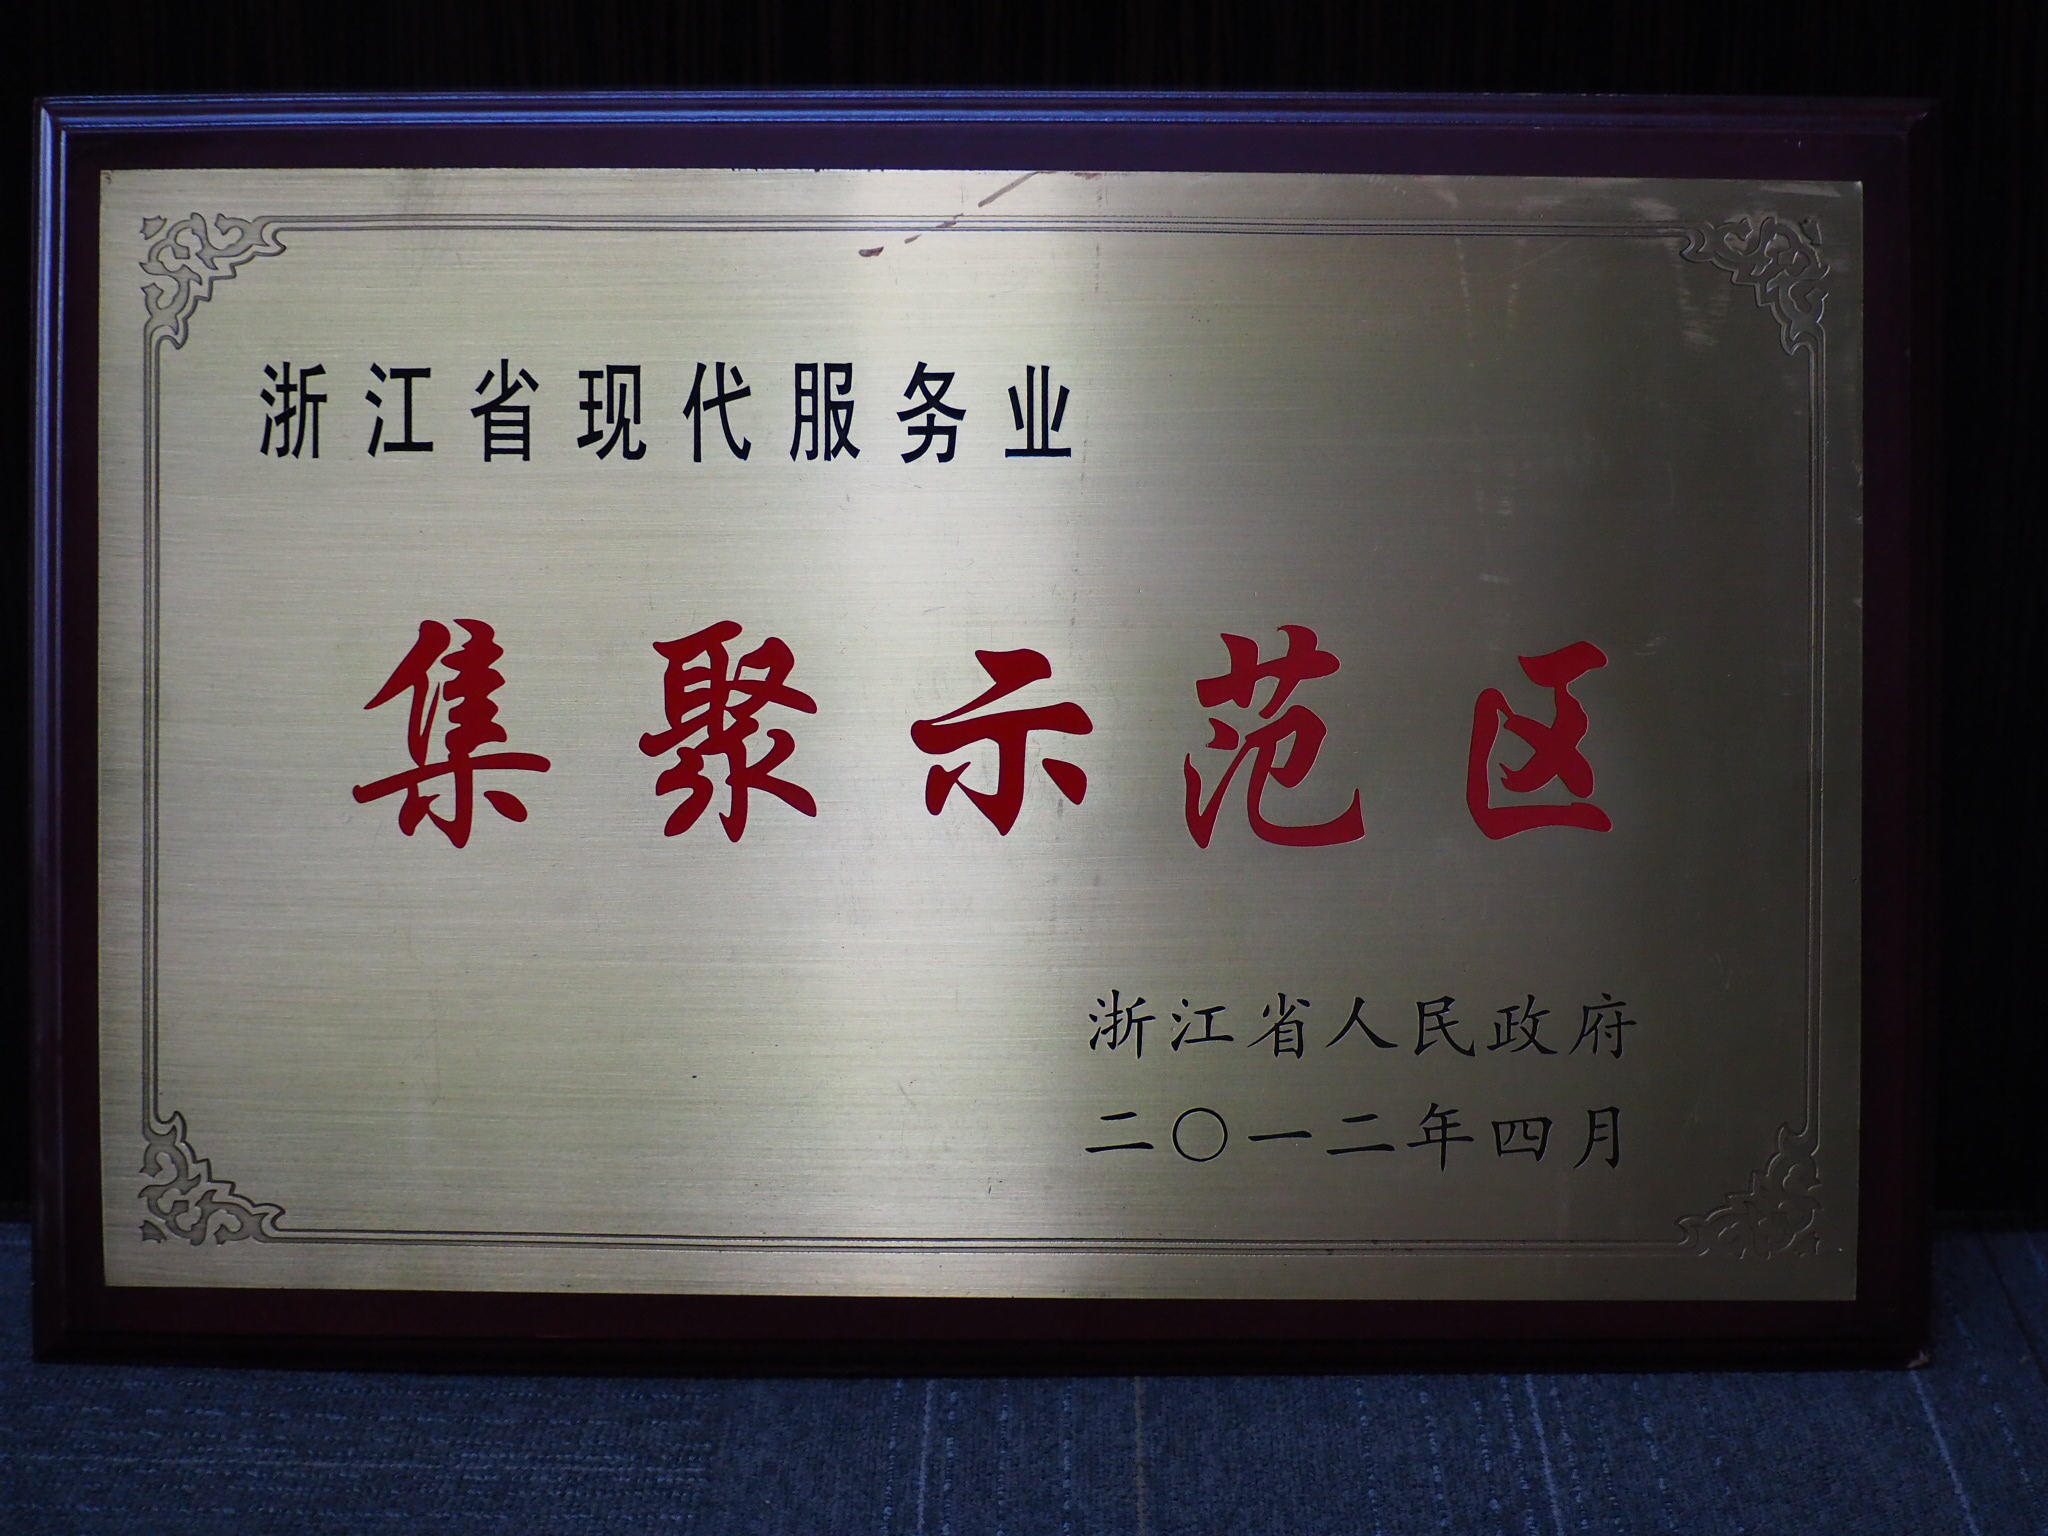 浙江省现代服务业
集聚示范区
浙江省人民政府
二〇一二年四月